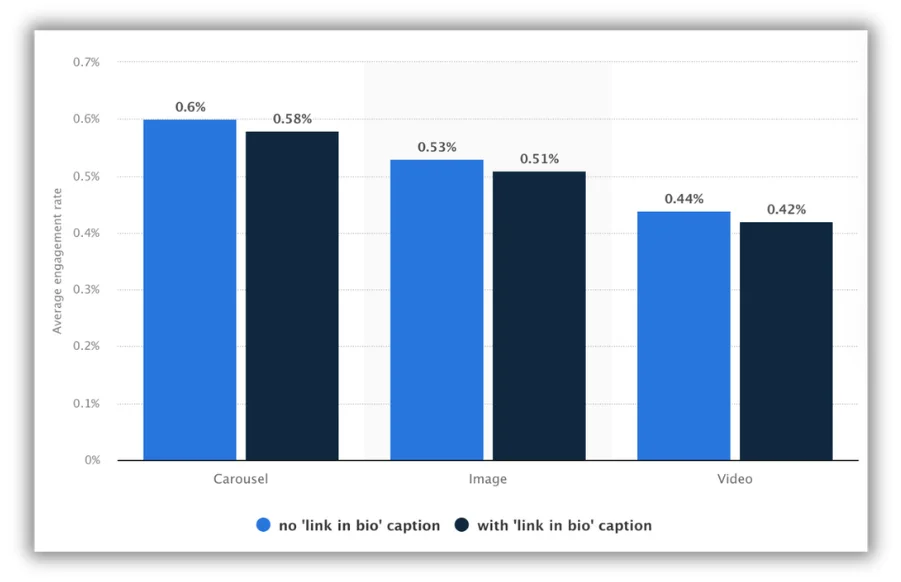 0.7%
0.6%
0.5%
0.4%
0.3%
0.2%
0.1%
0%
Average engagement rate
0.6%
0.58%
0.53%
0.51%
0.44%
0.42%
Carousel
Image
Video
no 'link in bio' caption
with 'link in bio' caption